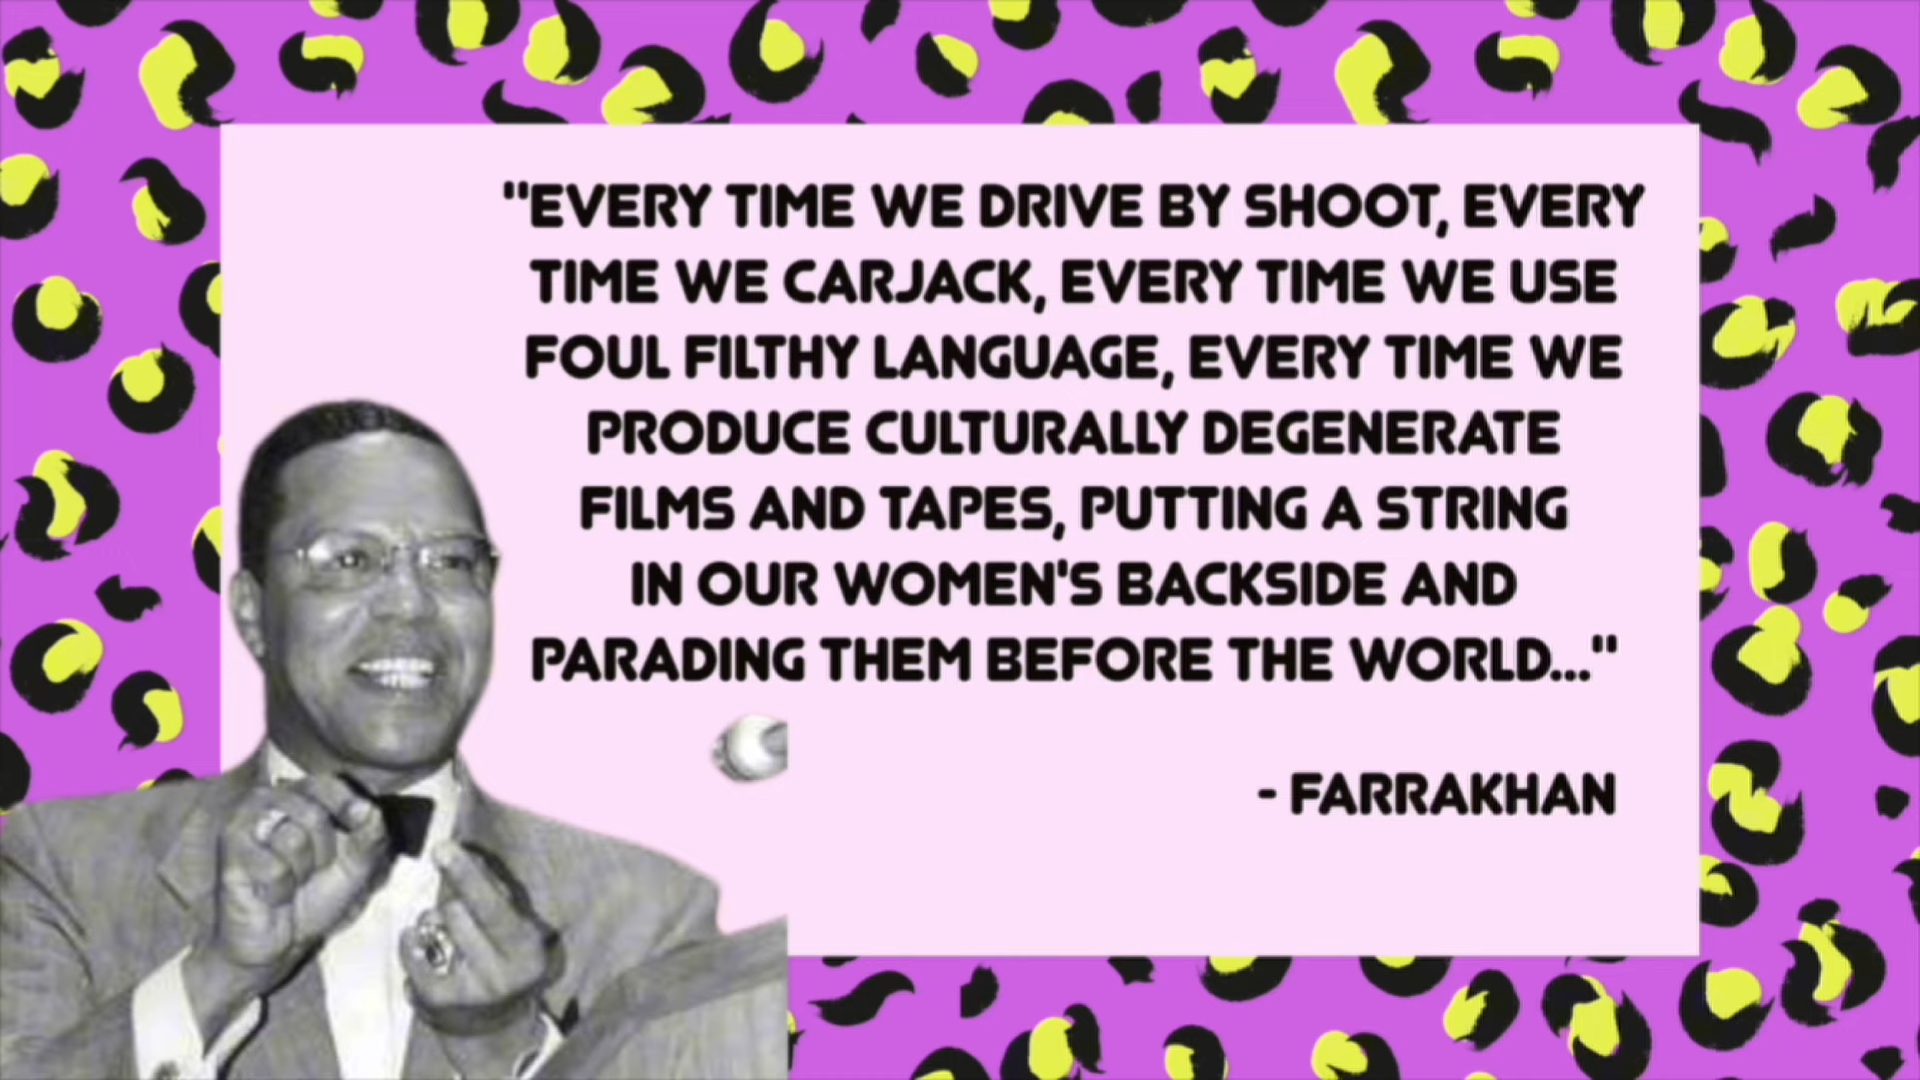 "EVERY TIME WE DRIVE BY SHOOT, EVERY
TIME WE CARJACK, EVERY TIME WE USE
FOUL FILTHY LANGUAGE, EVERY TIME WE
PRODUCE CULTURALLY DEGENERATE
FILMS AND TAPES, PUTTING A STRING
IN OUR WOMEN'S BACKSIDE AND
PARADING THEM BEFORE THE WORLD..."
- FARRAKHAN